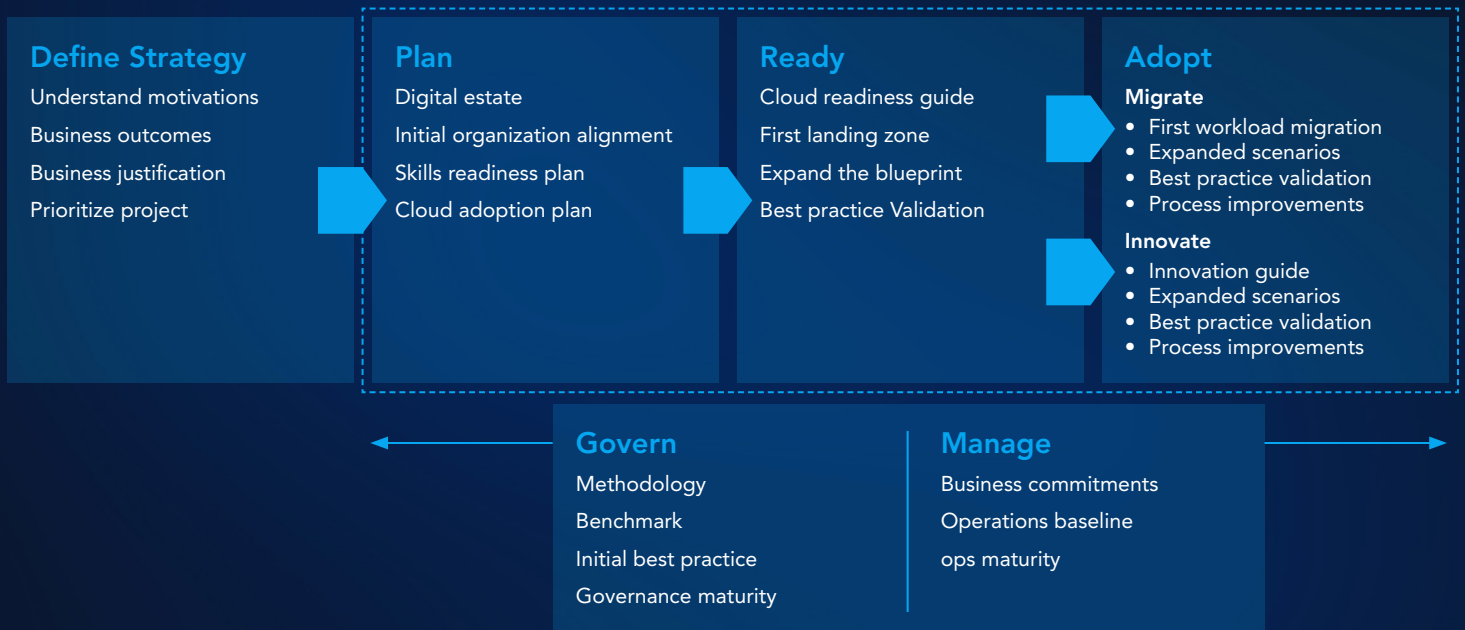 Define Strategy
Understand motivations
Business outcomes
Business justification
Prioritize project
Plan
Digital estate
Initial organization alignment
Skills readiness plan
Cloud adoption plan
Ready
Cloud readiness guide
First landing zone
Expand the blueprint
Best practice Validation
Adopt
Migrate
• First workload migration
• Expanded scenarios
• Best practice validation
• Process improvements
Innovate
• Innovation guide
• Expanded scenarios
• Best practice validation
• Process improvements
Govern
Methodology
Benchmark
Initial best practice
Governance maturity
Manage
Business commitments
Operations baseline
ops maturity